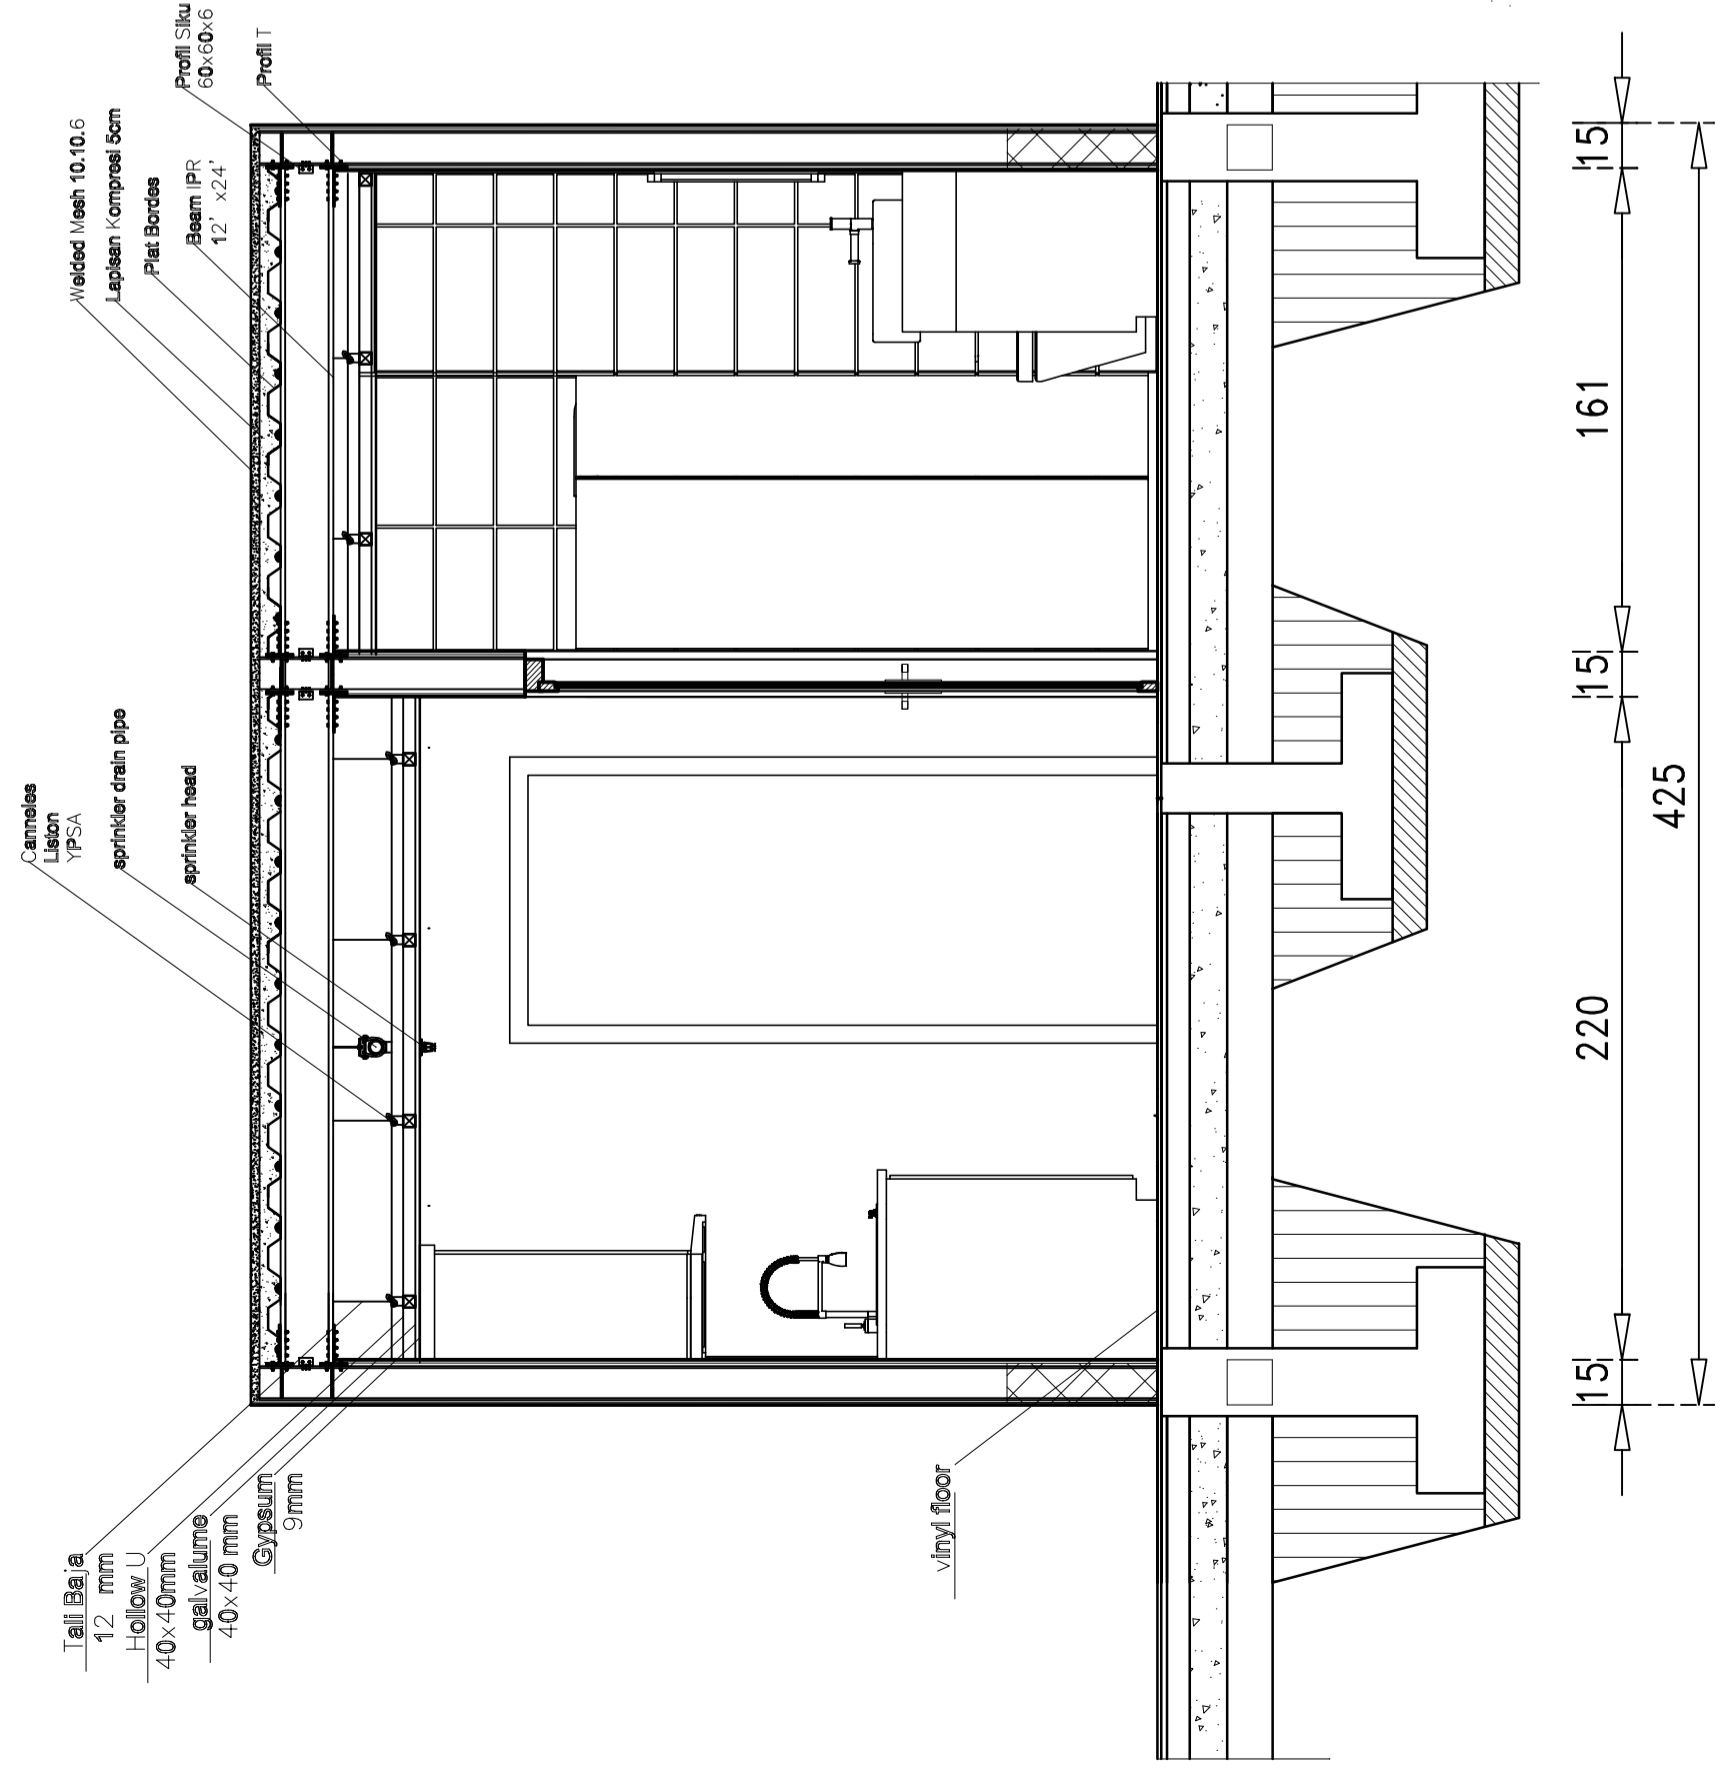 Tali Baja
12 mm
Hollow U
40x40mm
galvalume
40x40 mm
Gypsum
9mm
Canneles
Liston
YPSA
sprinkler drain pipe
sprinkler head
Welded Mesh 10.10.6
Lapisan Kompresi 5cm
Plat Bordes
Beam IPR
12' x24'
Profil Siku
60x60x6
Profil T
vinyl floor
15
220
15
161
15
425